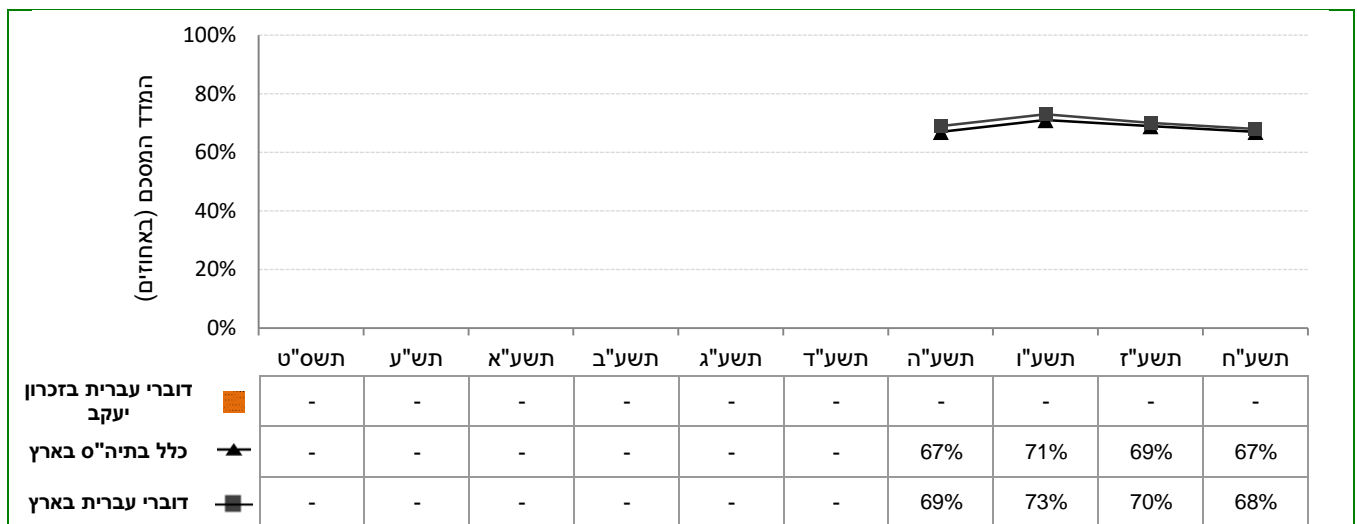 המדד המסכם (באחוזים)
100%
80%
60%
40%
20%
0%
תשס"ט תש"ע תשע"א תשע"ב תשע"ג תשע"ד תשע"ה תשע"ו תשע"ז תשע"ח
דוברי עברית בזכרון
יעקב - - - - - - - - - -
כלל בתיה"ס בארץ - - - - - - 67% 71% 69% 67%
דוברי עברית בארץ - - - - - - 69% 73% 70% 68%